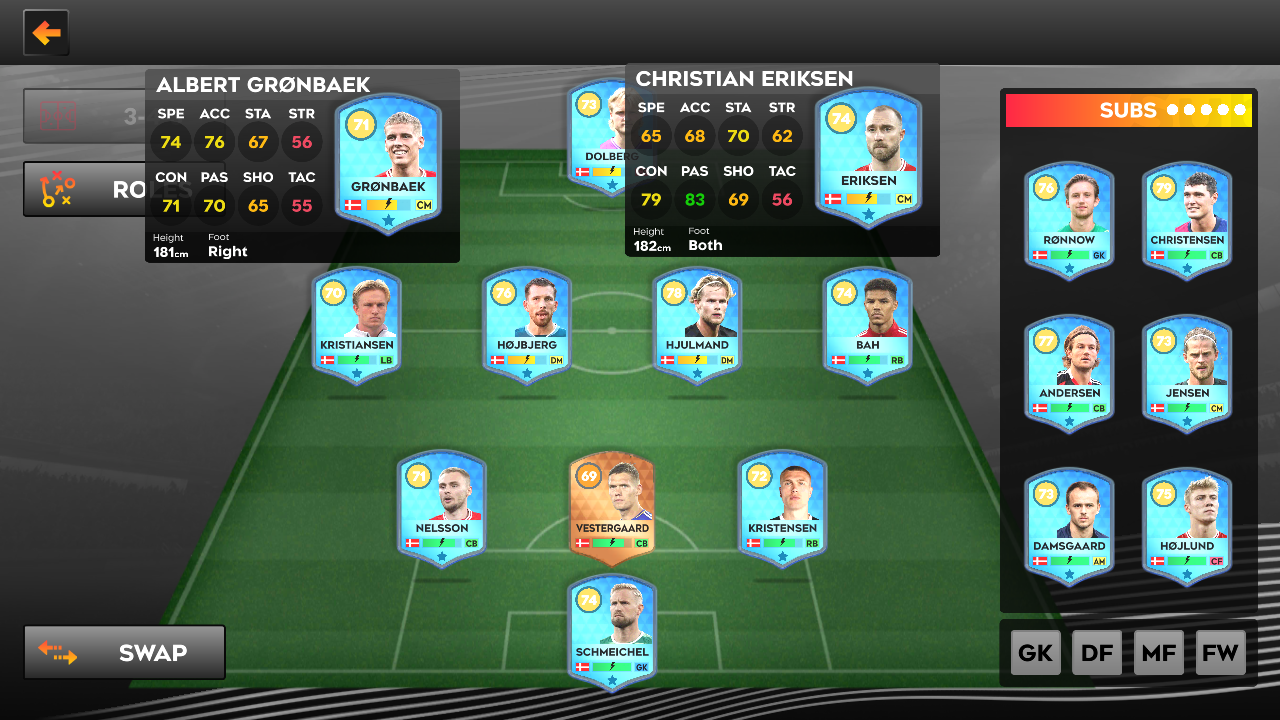 ALBERT GRØNBAEK
SPE ACC STA STR
74 76 67 56
CON PAS SHO TAC
71 70 65 55
Height Foot
181cm Right
71
GRØNBAEK
CM
3-
ROLES
73
DOLBERG
CHRISTIAN ERIKSEN
SPE ACC STA STR
65 68 70 62
CON PAS SHO TAC
79 83 69 56
Height Foot
182cm Both
74
ERIKSEN
CM
70
KRISTIANSEN
LB
76
HØJBJERG
DM
78
HJULMAND
DM
74
BAH
RB
71
NELSSON
CB
69
VESTERGAARD
CB
72
KRISTENSEN
RB
74
SCHMEICHEL
GK
SWAP
SUBS
76
RØNNOW
GK
79
CHRISTENSEN
CB
77
ANDERSEN
CB
73
JENSEN
CM
73
DAMSGAARD
AM
75
HØJLUND
CF
GK DF MF FW